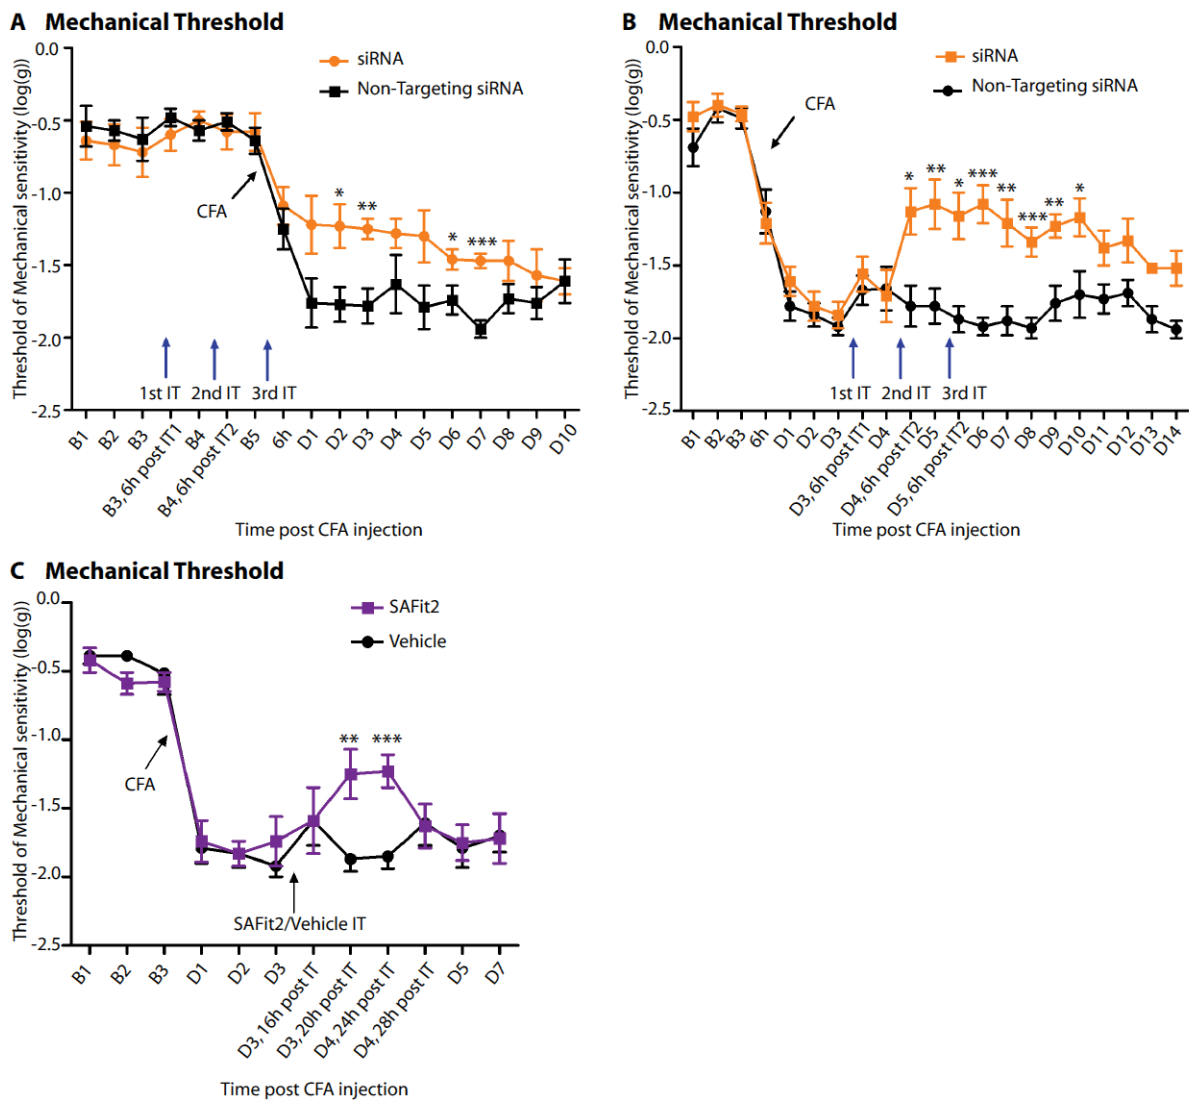 A Mechanical Threshold
Threshold of Mechanical sensitivity (log(g))
0.0
-0.5
-1.0
-1.5
-2.0
-2.5
siRNA
Non-Targeting siRNA
* ** * ***
CFA
1st IT 2nd IT 3rd IT
B1 B2 B3 B3, 6h post IT1 B4 B4, 6h post IT2 B5 6h D1 D2 D3 D4 D5 D6 D7 D8 D9 D10
Time post CFA injection
B Mechanical Threshold
Threshold of Mechanical sensitivity (log(g))
0.0
-0.5
-1.0
-1.5
-2.0
-2.5
siRNA
Non-Targeting siRNA
CFA
* ** * *** ** *** ** *
1st IT 2nd IT 3rd IT
B1 B2 B3 6h D1 D2 D3 D3, 6h post IT1 D4 D4, 6h post IT2 D5 D5, 6h post IT2 D6 D7 D8 D9 D10 D11 D12 D13 D14
Time post CFA injection
C Mechanical Threshold
Threshold of Mechanical sensitivity (log(g))
0.0
-0.5
-1.0
-1.5
-2.0
-2.5
SAFit2
Vehicle
** ***
CFA
SAFit2/Vehicle IT
B1 B2 B3 D1 D2 D3 D3, 16h post IT D3, 20h post IT D4, 24h post IT D4, 28h post IT D5 D7
Time post CFA injection